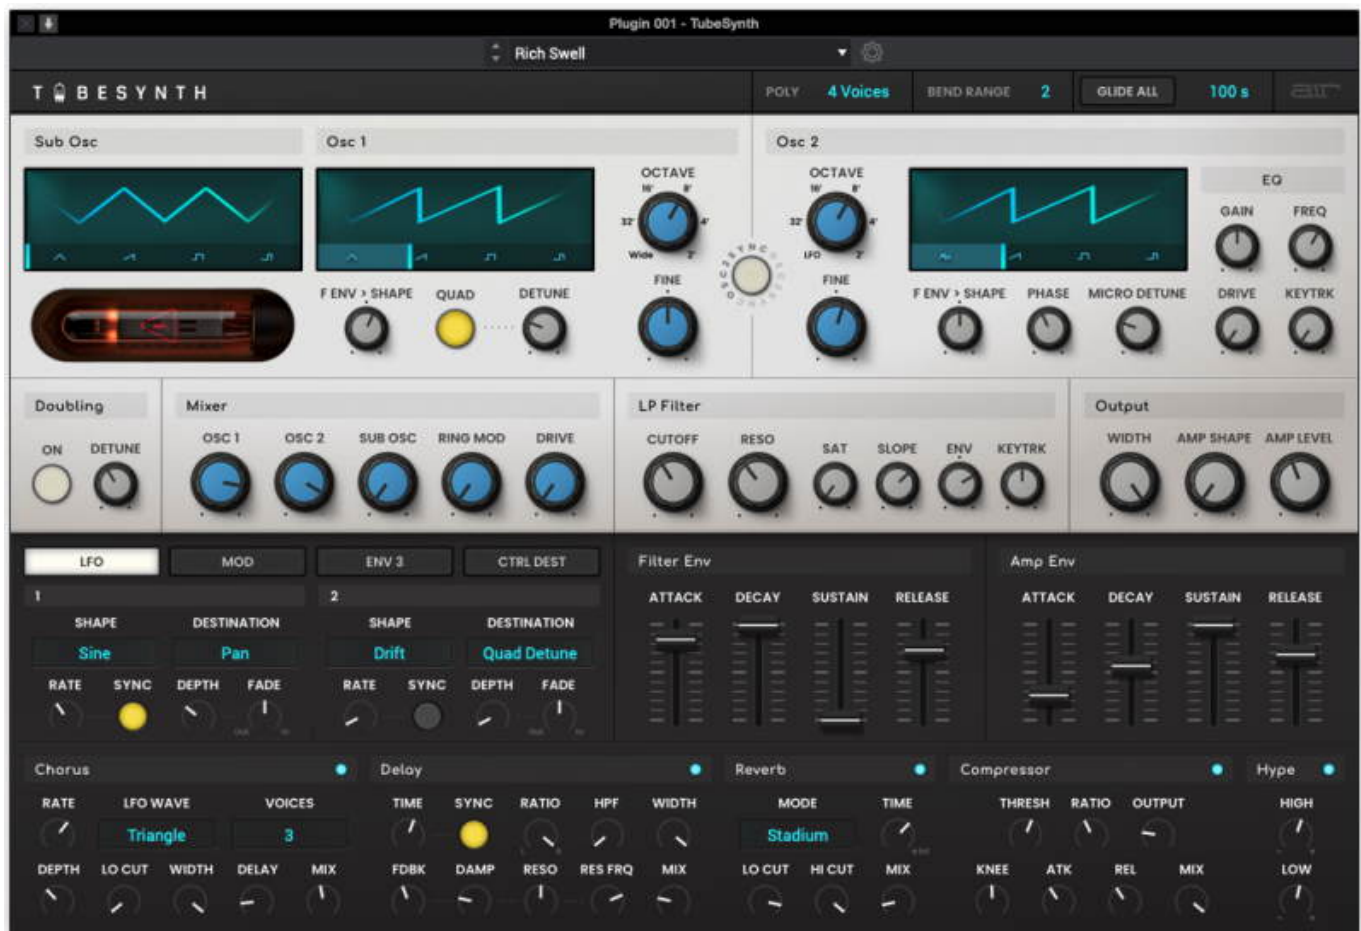 Plugin 001 - TubeSynth
Rich Swell
TUBESYNTH
POLY 4 Voices BEND RANGE 2 GLIDE ALL 100 s air
Sub Osc Osc 1 Osc 2
OCTAVE OCTAVE EQ
16' 8' 16' 8' GAIN FREQ
32' 4' 32' 4'
Wide 2' LFO 2'
OSC 2 SYNC
F ENV > SHAPE QUAD DETUNE FINE FINE F ENV > SHAPE PHASE MICRO DETUNE DRIVE KEYTRK
Doubling Mixer LP Filter Output
ON DETUNE OSC 1 OSC 2 SUB OSC RING MOD DRIVE CUTOFF RESO SAT SLOPE ENV KEYTRK WIDTH AMP SHAPE AMP LEVEL
LFO MOD ENV 3 CTRL DEST Filter Env Amp Env
1 2
ATTACK DECAY SUSTAIN RELEASE ATTACK DECAY SUSTAIN RELEASE
SHAPE DESTINATION SHAPE DESTINATION
Sine Pan Drift Quad Detune
RATE SYNC DEPTH FADE RATE SYNC DEPTH FADE
Out In Out In
Chorus Delay Reverb Compressor Hype
RATE LFO WAVE VOICES TIME SYNC RATIO HPF WIDTH MODE TIME THRESH RATIO OUTPUT HIGH
Triangle 3 Stadium
DEPTH LO CUT WIDTH DELAY MIX FDBK DAMP RESO RES FRQ MIX LO CUT HI CUT MIX KNEE ATK REL MIX LOW